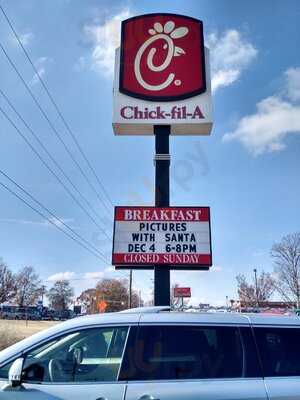 Chick-fil-A
BREAKFAST
PICTURES
WITH SANTA
DEC 4 6-8PM
CLOSED SUNDAY